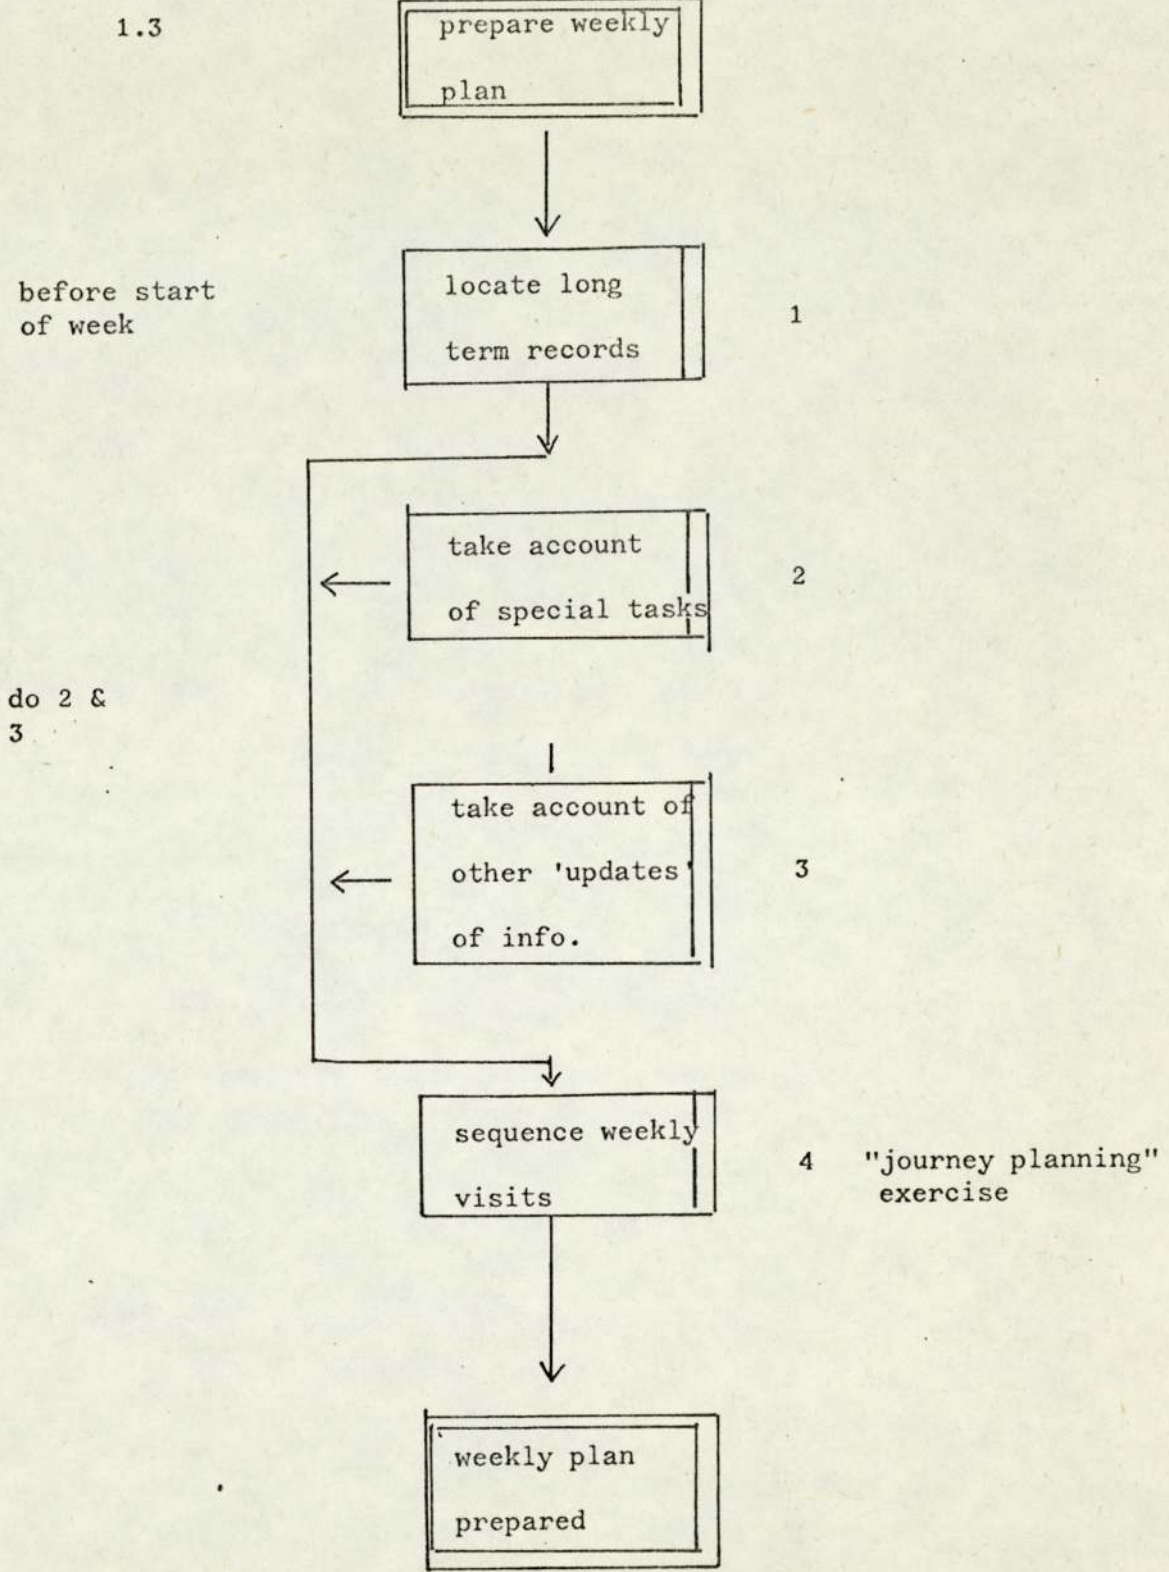 1.3
prepare weekly
plan
before start
of week
locate long
term records
1
take account
of special tasks
2
do 2 &
3
take account of
other 'updates'
of info.
3
sequence weekly
visits
4 "journey planning"
exercise
weekly plan
prepared